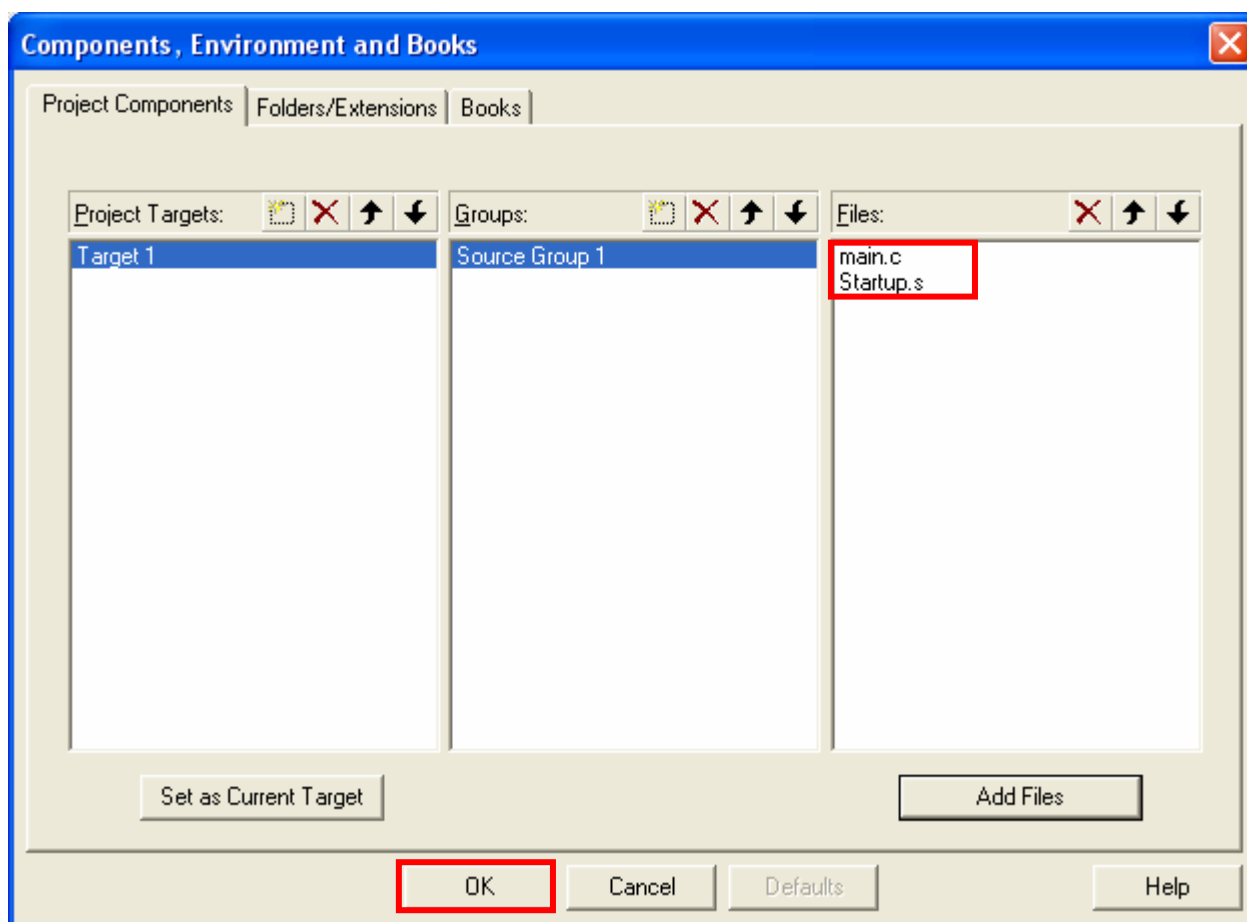 Components, Environment and Books
Project Components Folders/Extensions Books
Project Targets: Groups: Files:
Target 1 Source Group 1 main.c
Startup.s
Set as Current Target Add Files
OK Cancel Defaults Help